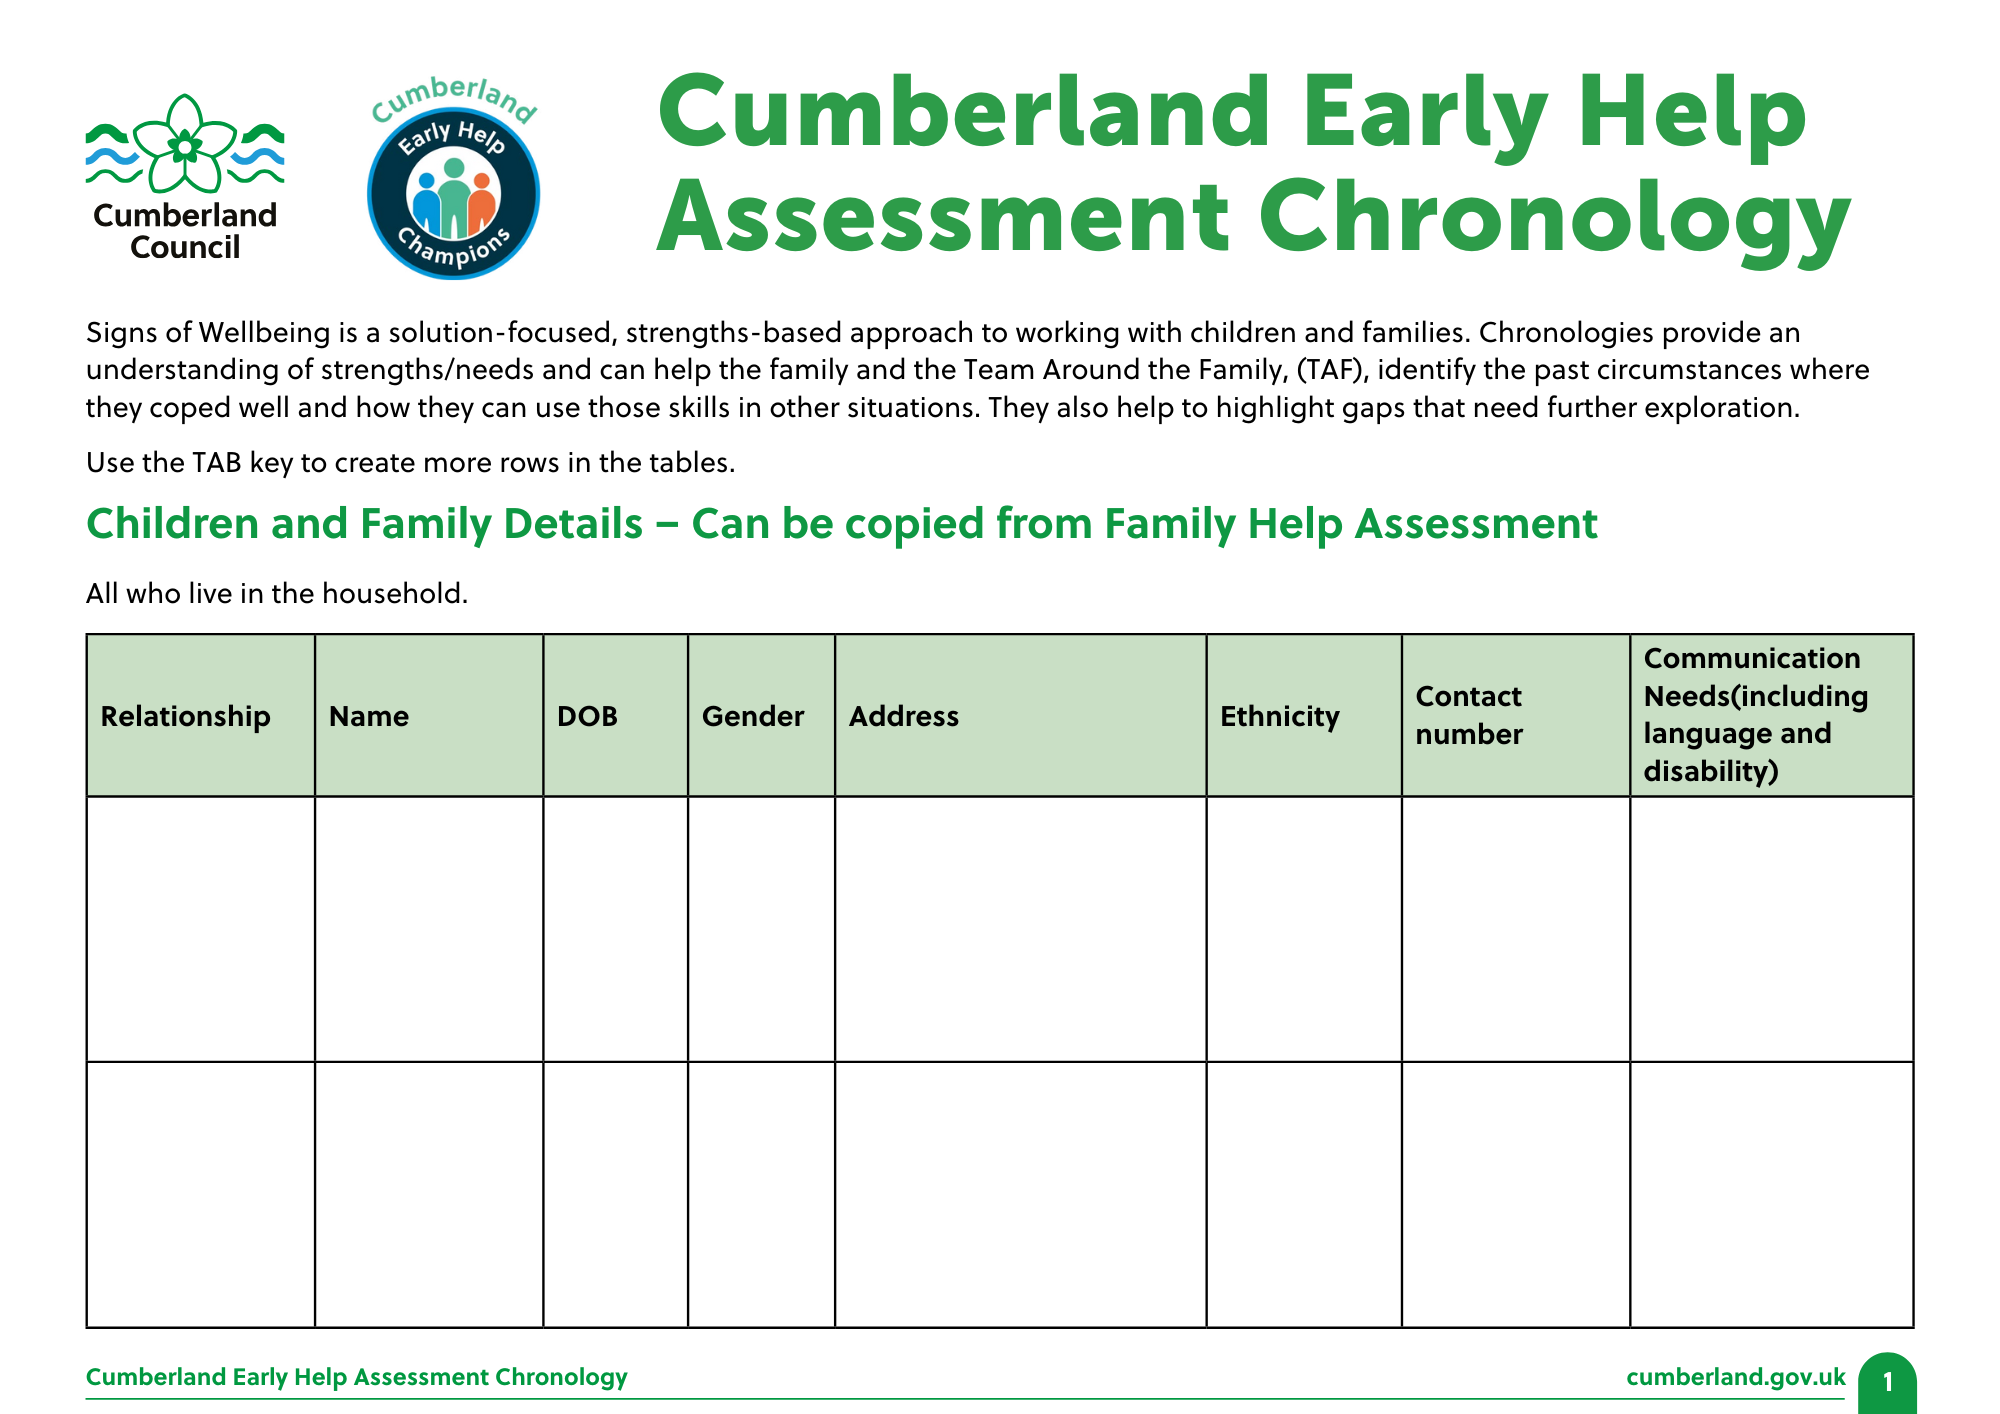 Cumberland
Council
Cumberland
Early Help
Champions
Cumberland Early Help
Assessment Chronology
Signs of Wellbeing is a solution-focused, strengths-based approach to working with children and families. Chronologies provide an
understanding of strengths/needs and can help the family and the Team Around the Family, (TAF), identify the past circumstances where
they coped well and how they can use those skills in other situations. They also help to highlight gaps that need further exploration.
Use the TAB key to create more rows in the tables.
Children and Family Details – Can be copied from Family Help Assessment
All who live in the household.
Relationship
Name
DOB
Gender
Address
Ethnicity
Contact
number
Communication
Needs(including
language and
disability)
Cumberland Early Help Assessment Chronology
cumberland.gov.uk
1